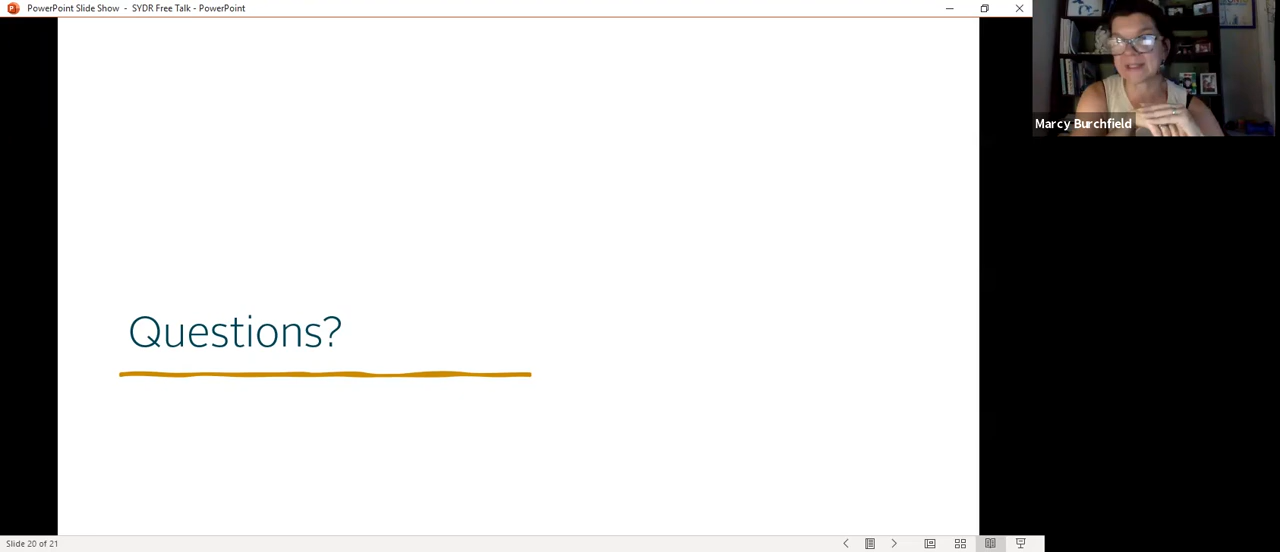 PowerPoint Slide Show - SYDR Free Talk - PowerPoint
Marcy Burchfield
Questions?
Slide 20 of 21